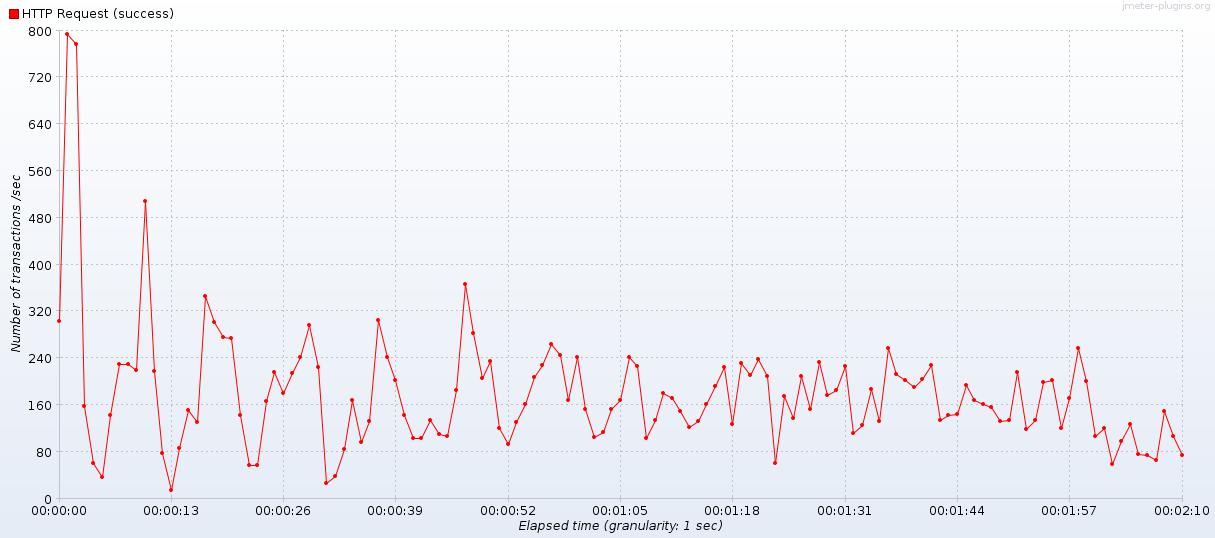 jmeter-plugins.org
HTTP Request (success)
800
720
640
560
480
400
320
240
160
80
0
Number of transactions /sec
00:00:00 00:00:13 00:00:26 00:00:39 00:00:52 00:01:05 00:01:18 00:01:31 00:01:44 00:01:57 00:02:10
Elapsed time (granularity: 1 sec)